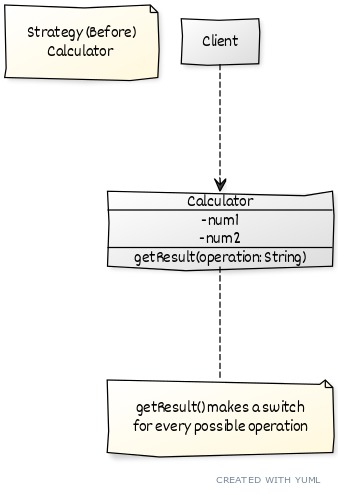 Strategy (Before)
Calculator
Client
Calculator
-num1
-num2
getResult(operation: String)
getResult() makes a switch
for every possible operation
CREATED WITH YUML